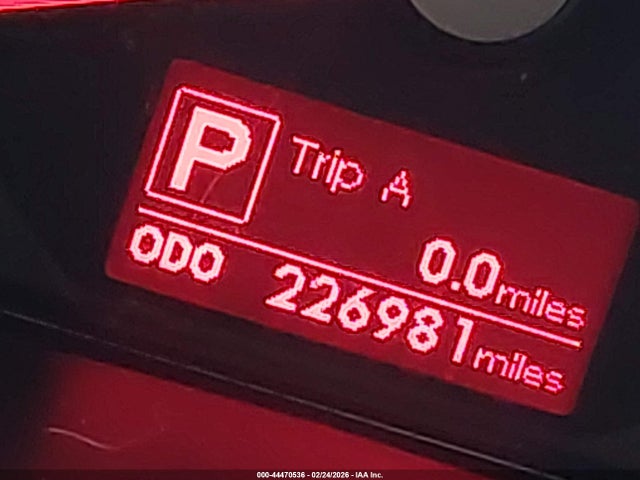 P
Trip A
0.0miles
ODO 226981miles
000-44470536 - 02/24/2026 - IAA Inc.